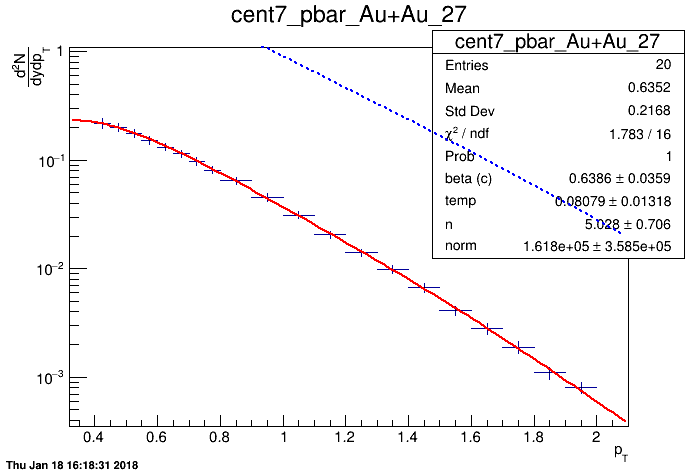 cent7_pbar_Au+Au_27
d²N
dydp_T
1
10⁻¹
10⁻²
10⁻³
cent7_pbar_Au+Au_27
Entries 20
Mean 0.6352
Std Dev 0.2168
χ² / ndf 1.783 / 16
Prob 1
beta (c) 0.6386 ± 0.0359
temp 0.08079 ± 0.01318
n 5.028 ± 0.706
norm 1.618e+05 ± 3.585e+05
0.4 0.6 0.8 1 1.2 1.4 1.6 1.8 2
p_T
Thu Jan 18 16:18:31 2018